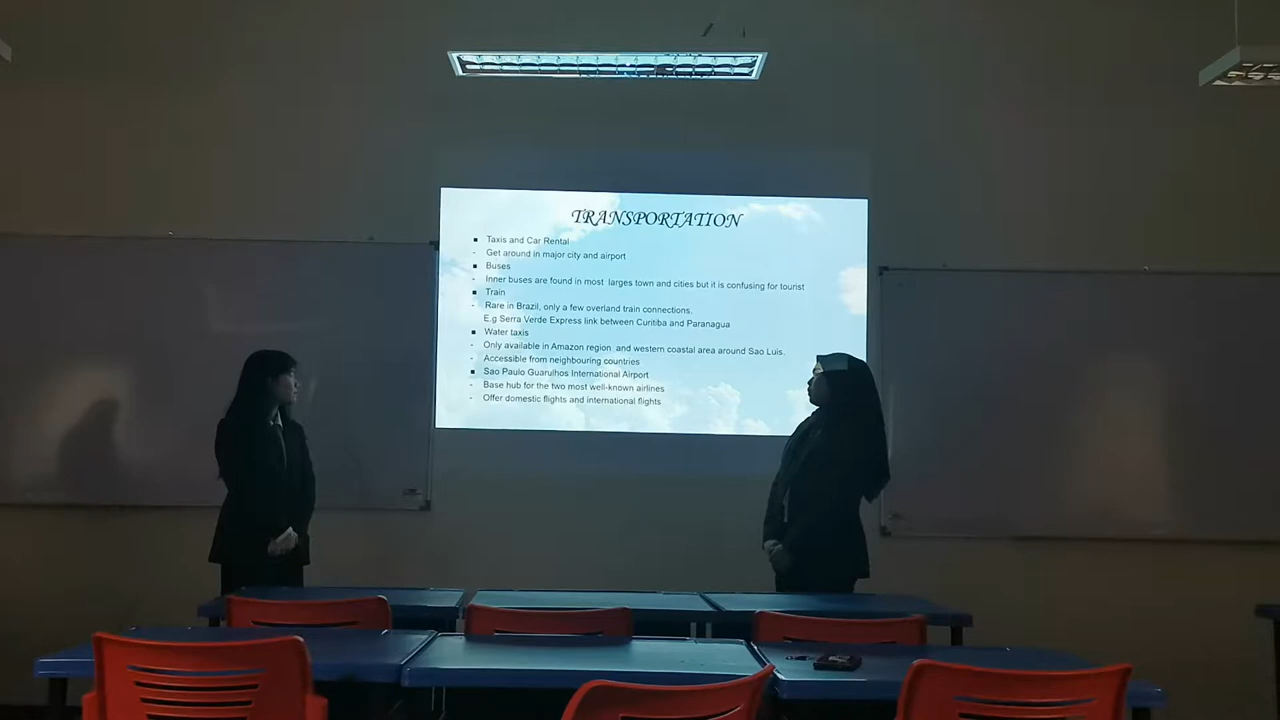 TRANSPORTATION
▪ Taxis and Car Rental
- Get around in major city and airport
▪ Buses
- Inner buses are found in most larges town and cities but it is confusing for tourist
▪ Train
- Rare in Brazil, only a few overland train connections.
E.g Serra Verde Express link between Curitiba and Paranagua
▪ Water taxis
- Only available in Amazon region and western coastal area around Sao Luis.
- Accessible from neighbouring countries
▪ Sao Paulo Guarulhos International Airport
- Base hub for the two most well-known airlines
- Offer domestic flights and international flights